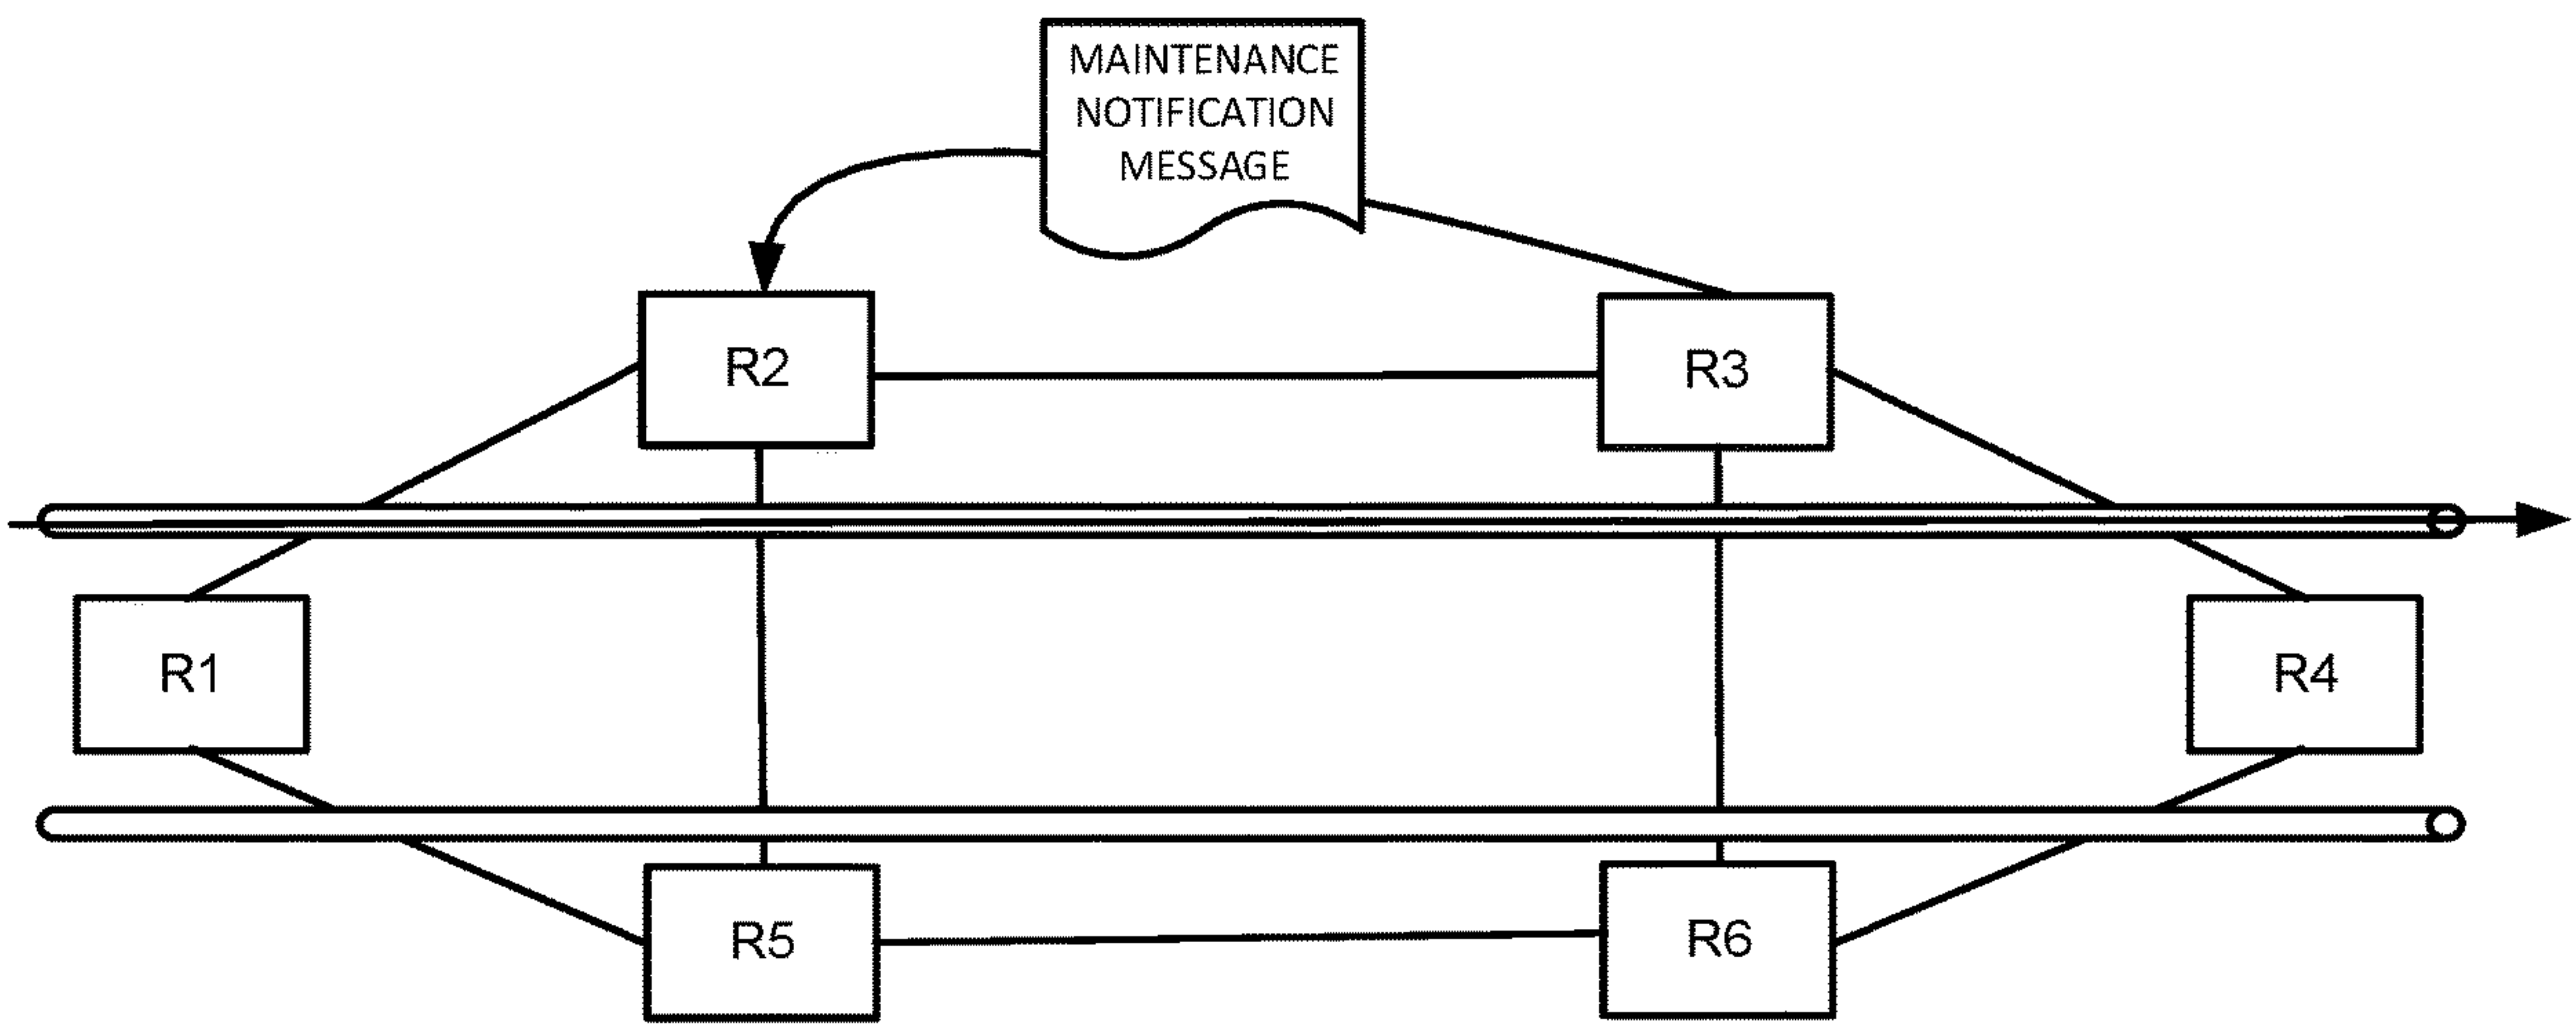 MAINTENANCE
NOTIFICATION
MESSAGE
R2
R3
R1
R4
R5
R6